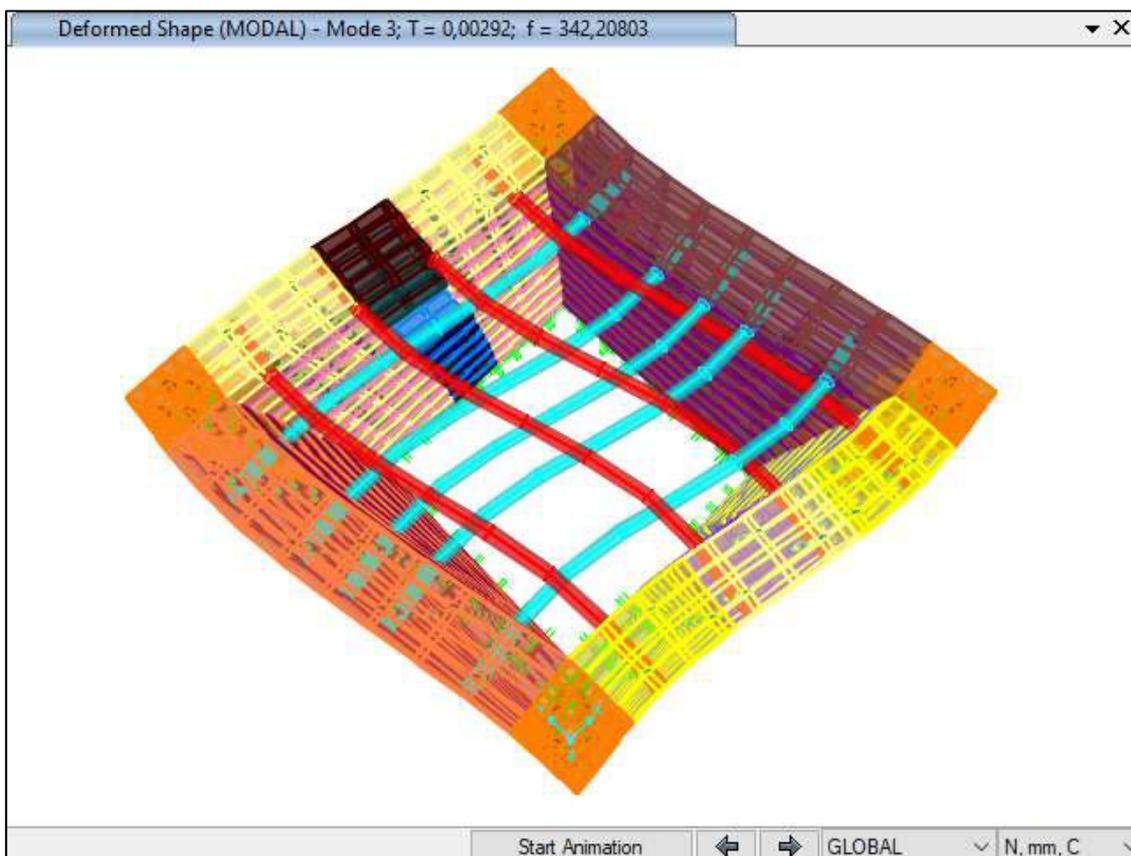 Deformed Shape (MODAL) - Mode 3; T = 0,00292; f = 342,20803
Start Animation
GLOBAL
N, mm, C